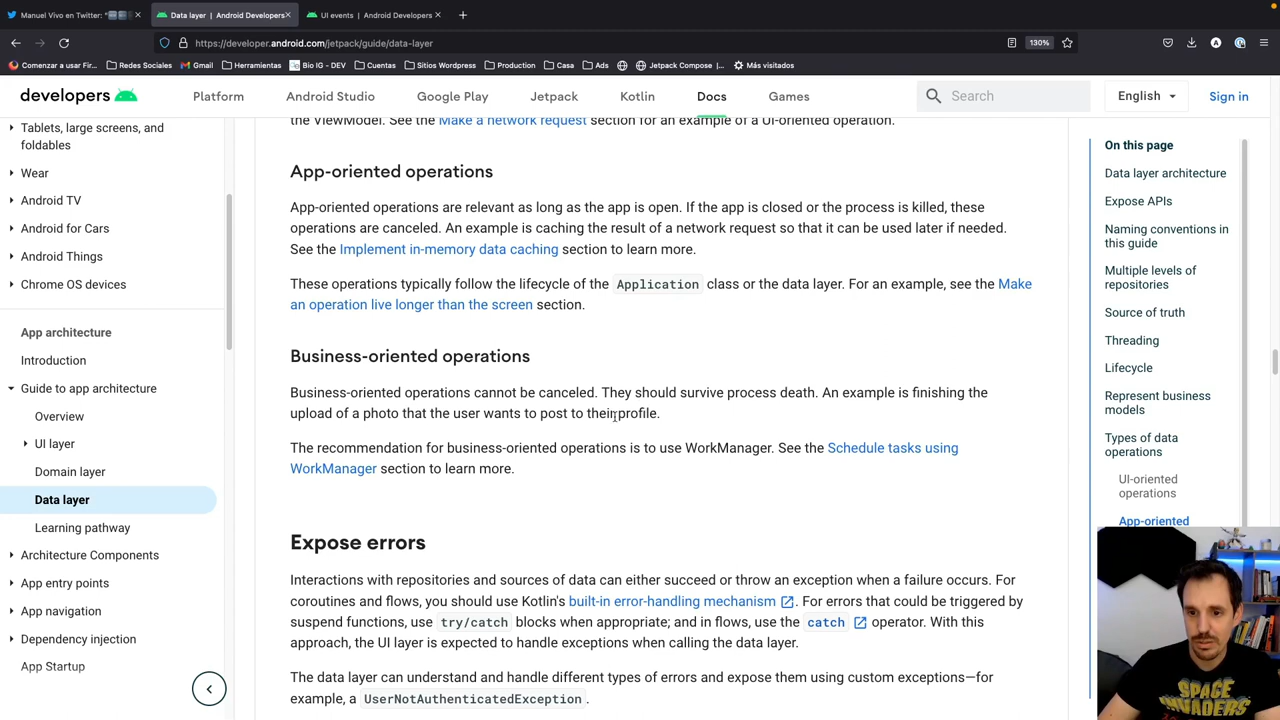 Manuel Vivo en Twitter: "
Data layer | Android Developers
UI events | Android Developers
https://developer.android.com/jetpack/guide/data-layer
130%
Comenzar a usar Fir...
Redes Sociales
Gmail
Herramientas
Bio IG - DEV
Cuentas
Sitios Wordpress
Production
Casa
Ads
Jetpack Compose |...
Más visitados
developers
Platform
Android Studio
Google Play
Jetpack
Kotlin
Docs
Games
Search
English
Sign in
Tablets, large screens, and
foldables
Wear
Android TV
Android for Cars
Android Things
Chrome OS devices
App architecture
Introduction
Guide to app architecture
Overview
UI layer
Domain layer
Data layer
Learning pathway
Architecture Components
App entry points
App navigation
Dependency injection
App Startup
the ViewModel. See the Make a network request section for an example of a UI-oriented operation.
App-oriented operations
App-oriented operations are relevant as long as the app is open. If the app is closed or the process is killed, these
operations are canceled. An example is caching the result of a network request so that it can be used later if needed.
See the Implement in-memory data caching section to learn more.
These operations typically follow the lifecycle of the Application class or the data layer. For an example, see the Make
an operation live longer than the screen section.
Business-oriented operations
Business-oriented operations cannot be canceled. They should survive process death. An example is finishing the
upload of a photo that the user wants to post to their profile.
The recommendation for business-oriented operations is to use WorkManager. See the Schedule tasks using
WorkManager section to learn more.
Expose errors
Interactions with repositories and sources of data can either succeed or throw an exception when a failure occurs. For
coroutines and flows, you should use Kotlin's built-in error-handling mechanism. For errors that could be triggered by
suspend functions, use try/catch blocks when appropriate; and in flows, use the catch operator. With this
approach, the UI layer is expected to handle exceptions when calling the data layer.
The data layer can understand and handle different types of errors and expose them using custom exceptions—for
example, a UserNotAuthenticatedException.
On this page
Data layer architecture
Expose APIs
Naming conventions in
this guide
Multiple levels of
repositories
Source of truth
Threading
Lifecycle
Represent business
models
Types of data
operations
UI-oriented
operations
App-oriented
SPACE
INVADERS